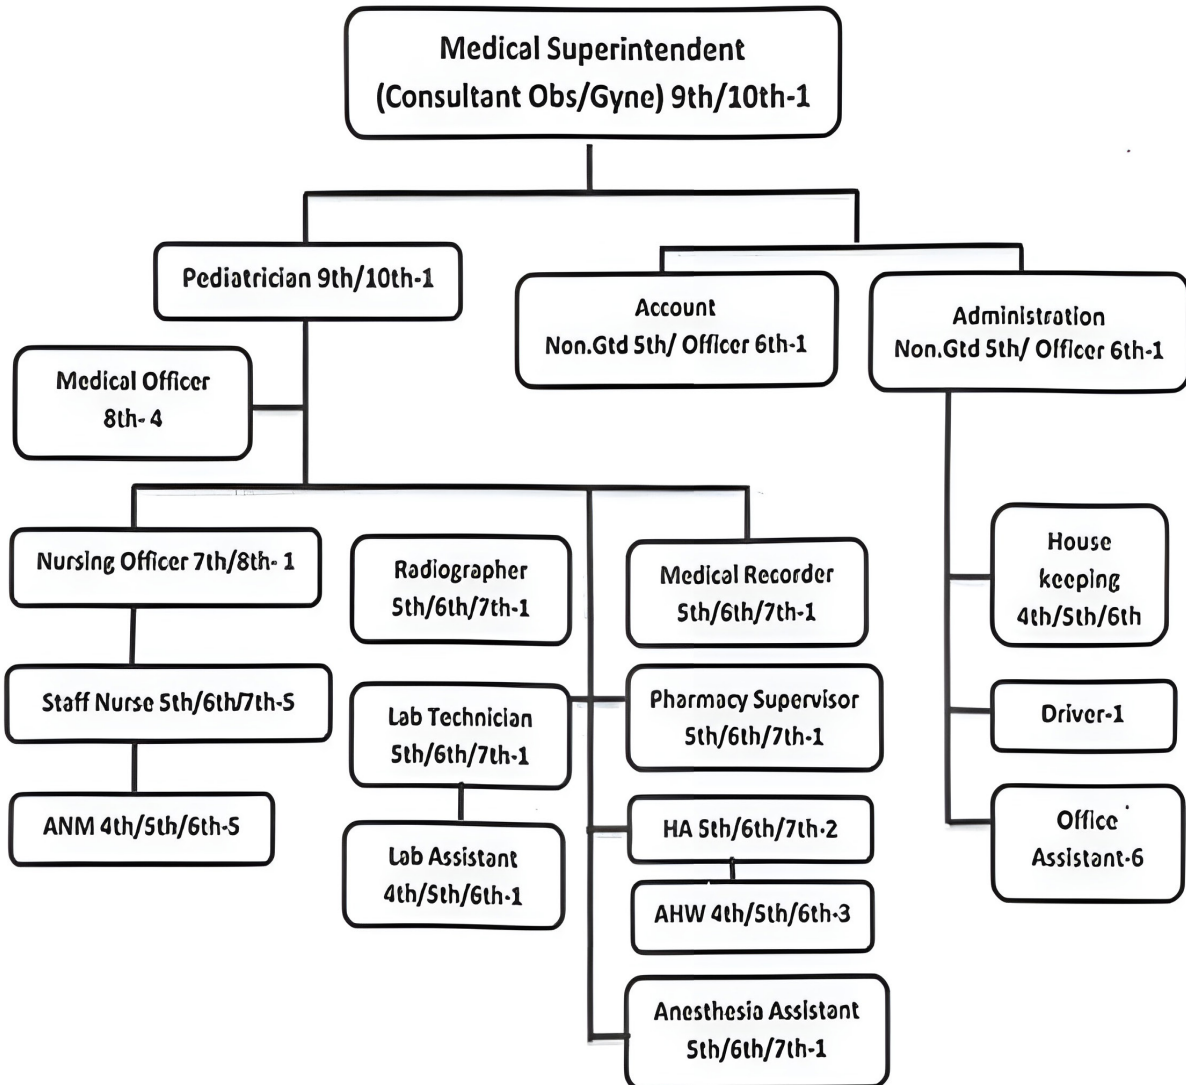 Medical Superintendent
(Consultant Obs/Gyne) 9th/10th-1
Pediatrician 9th/10th-1
Account
Non.Gtd 5th/ Officer 6th-1
Administration
Non.Gtd 5th/ Officer 6th-1
Medical Officer
8th- 4
Nursing Officer 7th/8th- 1
Radiographer
5th/6th/7th-1
Medical Recorder
5th/6th/7th-1
House
keeping
4th/5th/6th
Staff Nurse 5th/6th/7th-5
Lab Technician
5th/6th/7th-1
Pharmacy Supervisor
5th/6th/7th-1
Driver-1
ANM 4th/5th/6th-5
Lab Assistant
4th/5th/6th-1
HA 5th/6th/7th-2
AHW 4th/5th/6th-3
Office
Assistant-6
Anesthesia Assistant
5th/6th/7th-1